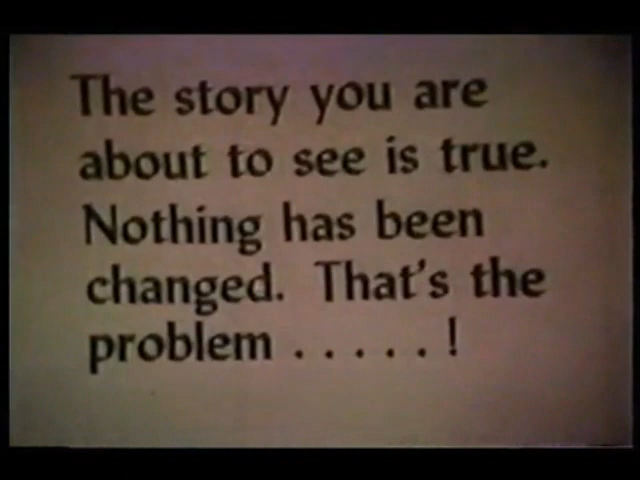 The story you are
about to see is true.
Nothing has been
changed. That's the
problem . . . . . !